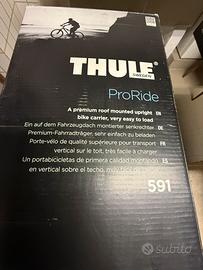 THULE
SWEDEN
ProRide
A premium roof mounted upright EN
bike carrier, very easy to load
Ein auf dem Fahrzeugdach montierter senkrechter DE
Premium-Fahrradträger, sehr einfach zu beladen
Porte-vélo de qualité supérieure pour transport FR
vertical sur le toit, très facile à charger
Un portabicicletas de primera calidad montado ES
en vertical sobre el techo, muy fácil
591
subito